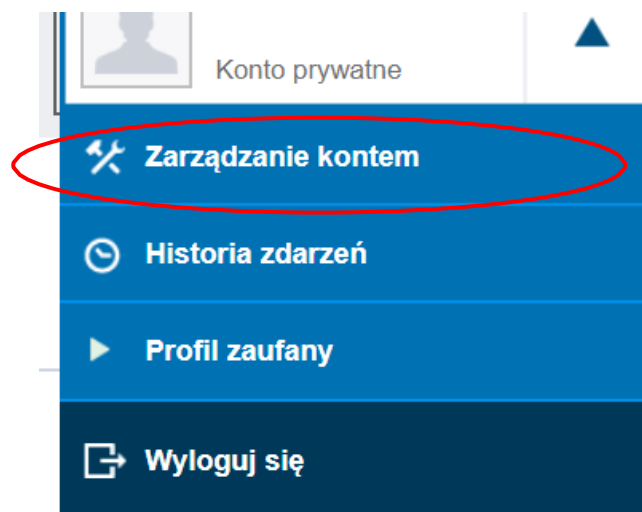 Konto prywatne
Zarządzanie kontem
Historia zdarzeń
Profil zaufany
Wyloguj się